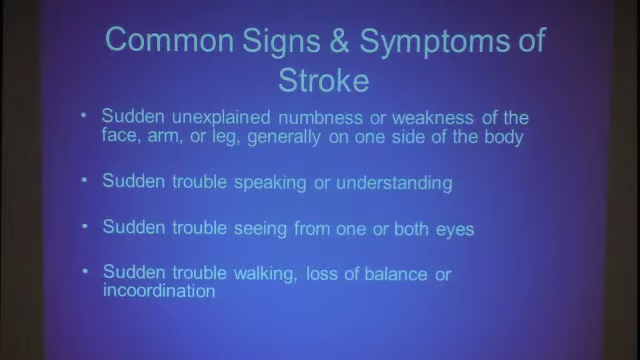 Common Signs & Symptoms of
Stroke
• Sudden unexplained numbness or weakness of the
face, arm, or leg, generally on one side of the body
• Sudden trouble speaking or understanding
• Sudden trouble seeing from one or both eyes
• Sudden trouble walking, loss of balance or
incoordination